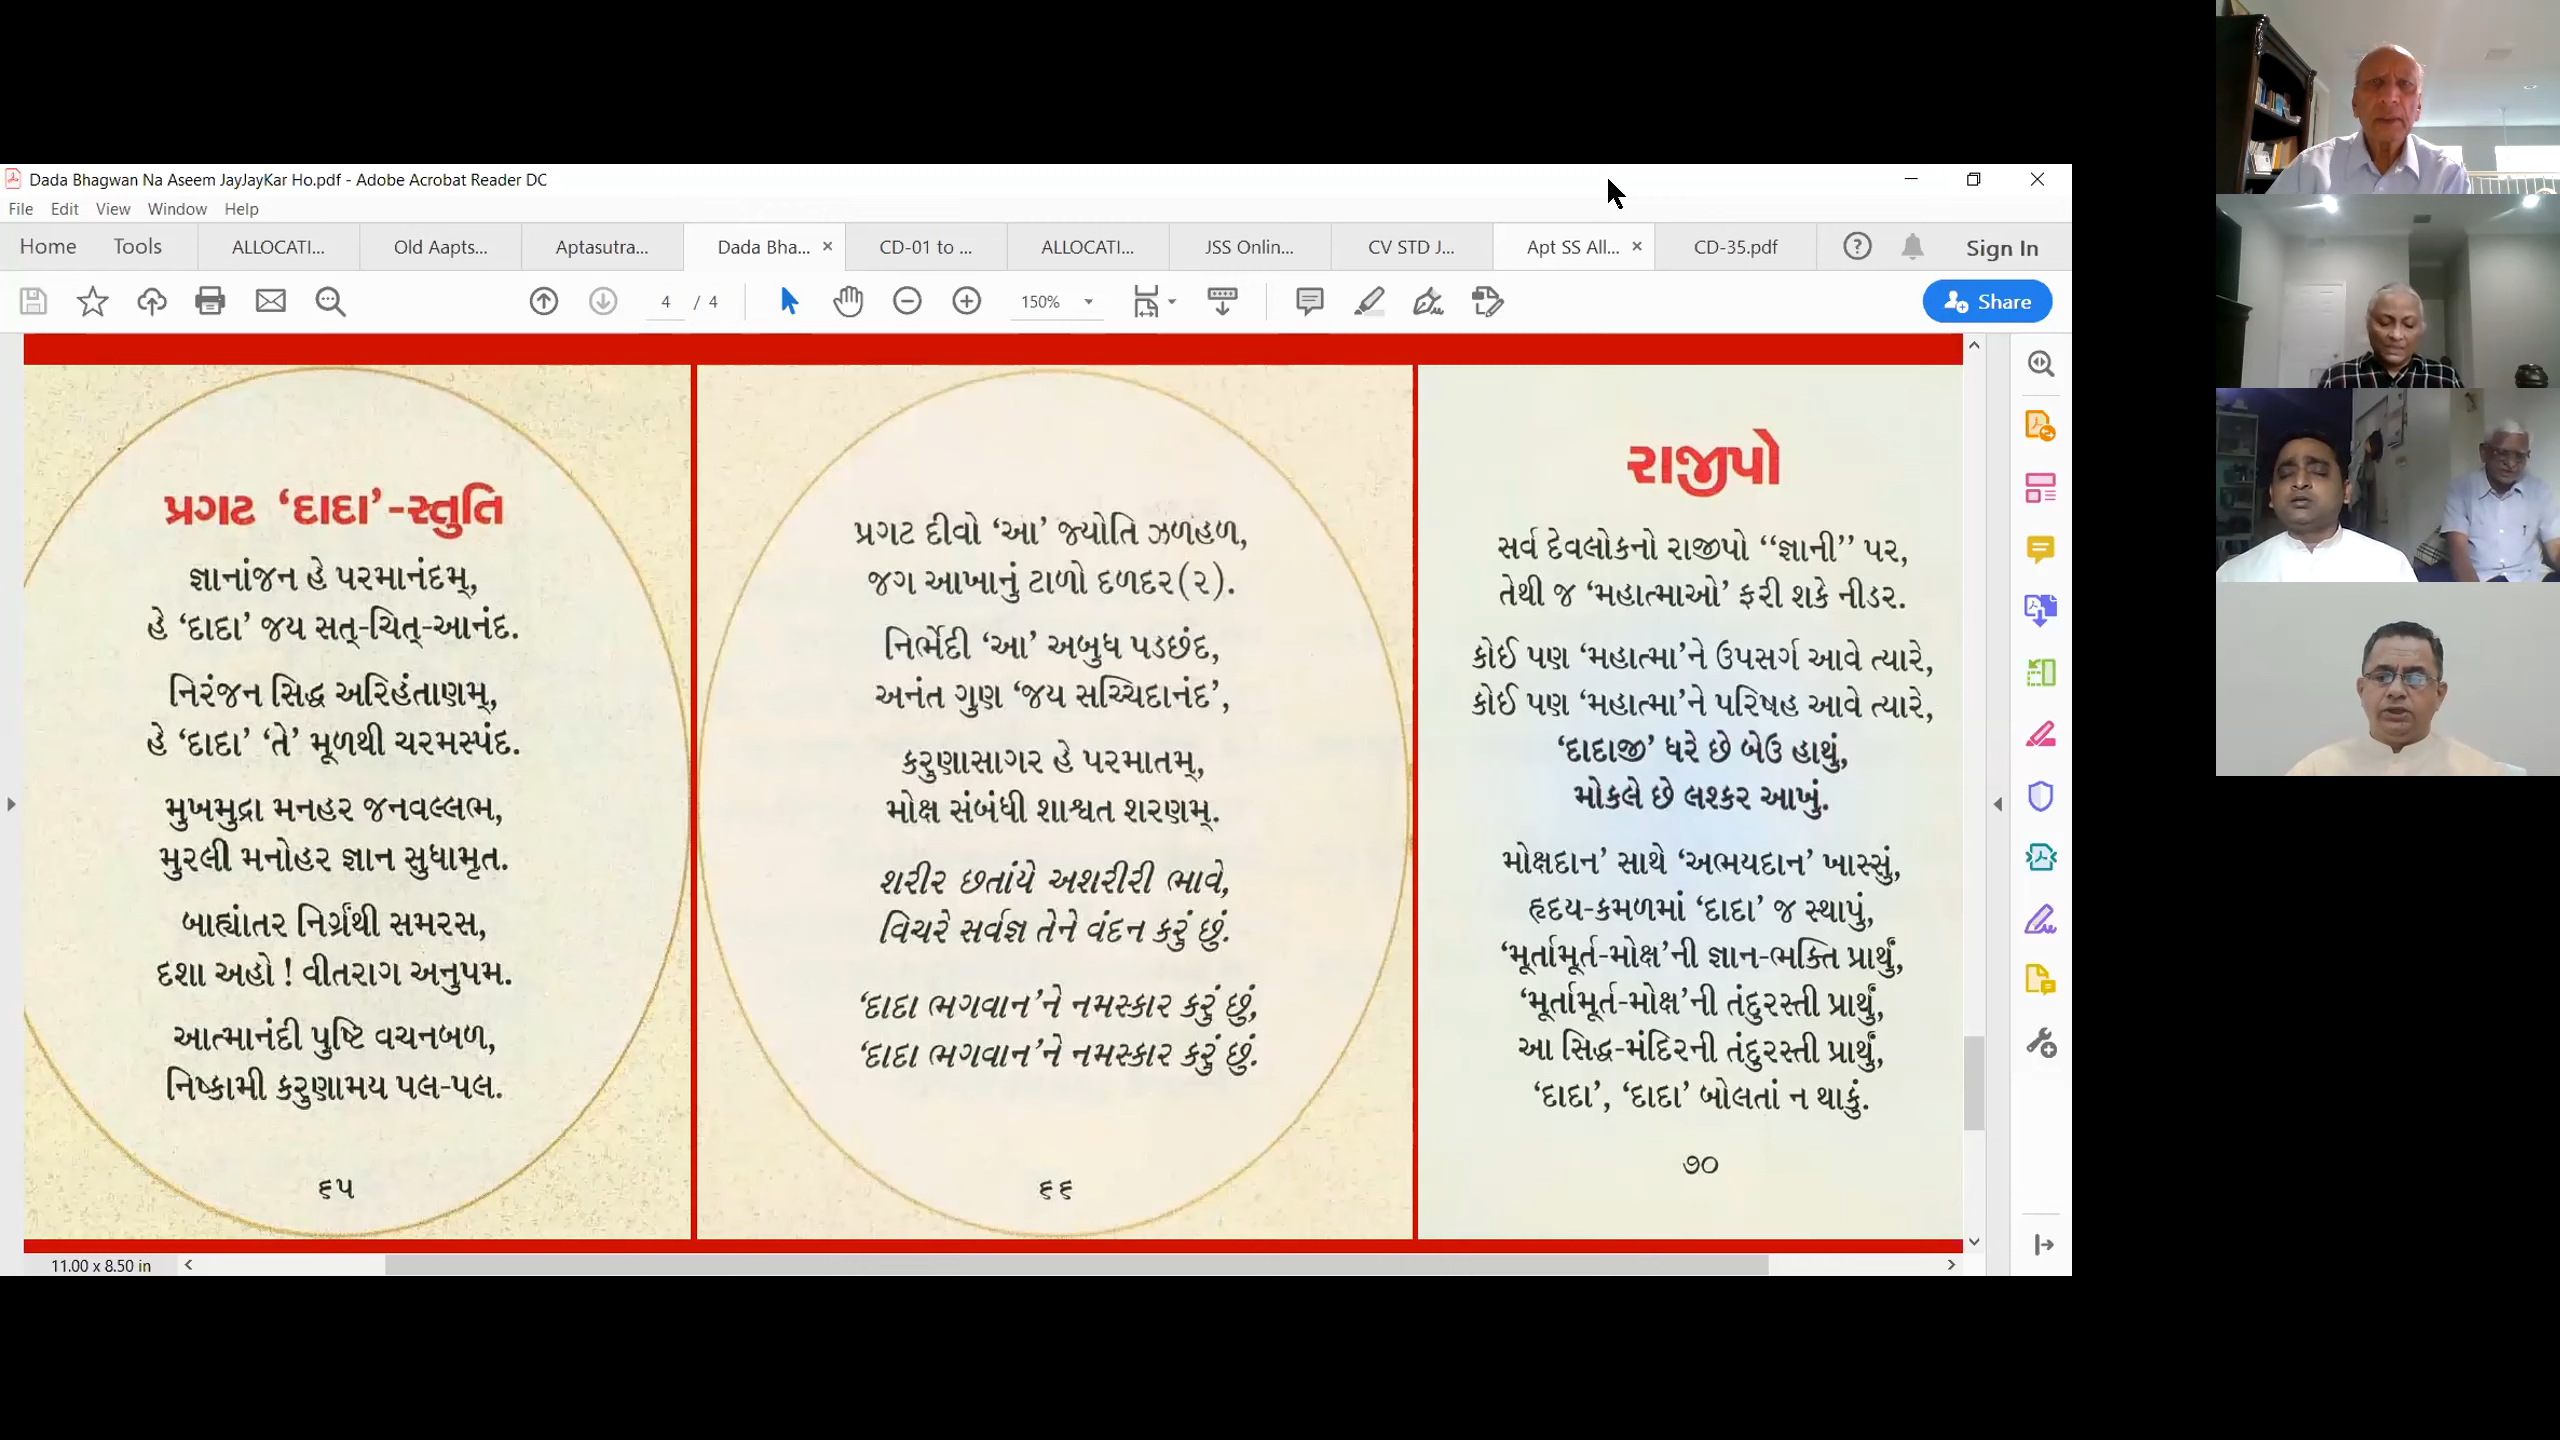 Dada Bhagwan Na Aseem JayJayKar Ho.pdf - Adobe Acrobat Reader DC
File Edit View Window Help
Home Tools ALLOCATI... Old Aapts... Aptasutra... Dada Bha... × CD-01 to ... ALLOCATI... JSS Onlin... CV STD J... Apt SS All... × CD-35.pdf Sign In
4 / 4 150% Share
પ્રગટ ‘દાદા’-સ્તુતિ
જ્ઞાનાંજન હે પરમાનંદમ્,
હે ‘દાદા’ જય સત્-ચિત્-આનંદ.
નિરંજન સિદ્ધ અરિહંતાણમ્,
હે ‘દાદા’ ‘તે’ મૂળથી ચરમસ્પંદ.
મુખમુદ્રા મનહર જનવલ્લભ,
મુરલી મનોહર જ્ઞાન સુધામૃત.
બાહ્યાંતર નિર્ગ્રંથી સમરસ,
દશા અહો ! વીતરાગ અનુપમ.
આત્માનંદી પુષ્ટિ વચનબળ,
નિષ્કામી કરુણામય પલ-પલ.
૬૫
પ્રગટ દીવો ‘આ’ જ્યોતિ ઝળહળ,
જગ આખાનું ટાળો દળદર(૨).
નિર્ભેદી ‘આ’ અબુધ પડછંદ,
અનંત ગુણ ‘જય સચ્ચિદાનંદ’,
કરુણાસાગર હે પરમાતમ્,
મોક્ષ સંબંધી શાશ્વત શરણમ્.
શરીર છતાંયે અશરીરી ભાવે,
વિચરે સર્વજ્ઞ તેને વંદન કરું છું.
‘દાદા ભગવાન’ને નમસ્કાર કરું છું,
‘દાદા ભગવાન’ને નમસ્કાર કરું છું.
૬૬
રાજીપો
સર્વ દેવલોકનો રાજીપો ‘‘જ્ઞાની’’ પર,
તેથી જ ‘મહાત્માઓ’ ફરી શકે નીડર.
કોઈ પણ ‘મહાત્મા’ને ઉપસર્ગ આવે ત્યારે,
કોઈ પણ ‘મહાત્મા’ને પરિષહ આવે ત્યારે,
‘દાદાજી’ ધરે છે બેઉ હાથું,
મોકલે છે લશ્કર આખું.
મોક્ષદાન’ સાથે ‘અભયદાન’ ખાસ્સું,
હૃદય-કમળમાં ‘દાદા’ જ સ્થાપું,
‘મૂર્તામૂર્ત-મોક્ષ’ની જ્ઞાન-ભક્તિ પ્રાર્થું,
‘મૂર્તામૂર્ત-મોક્ષ’ની તંદુરસ્તી પ્રાર્થું,
આ સિદ્ધ-મંદિરની તંદુરસ્તી પ્રાર્થું,
‘દાદા’, ‘દાદા’ બોલતાં ન થાકું.
૭૦
11.00 x 8.50 in